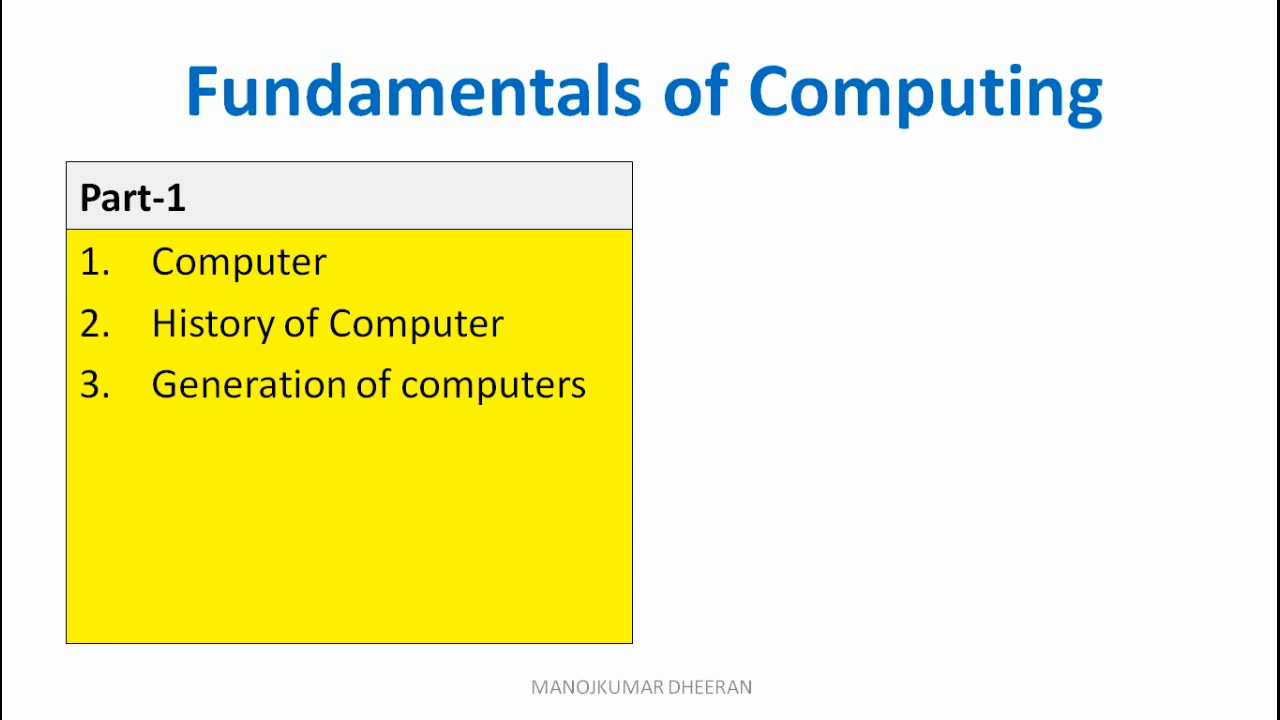 Fundamentals of Computing
Part-1
1. Computer
2. History of Computer
3. Generation of computers
MANOJKUMAR DHEERAN